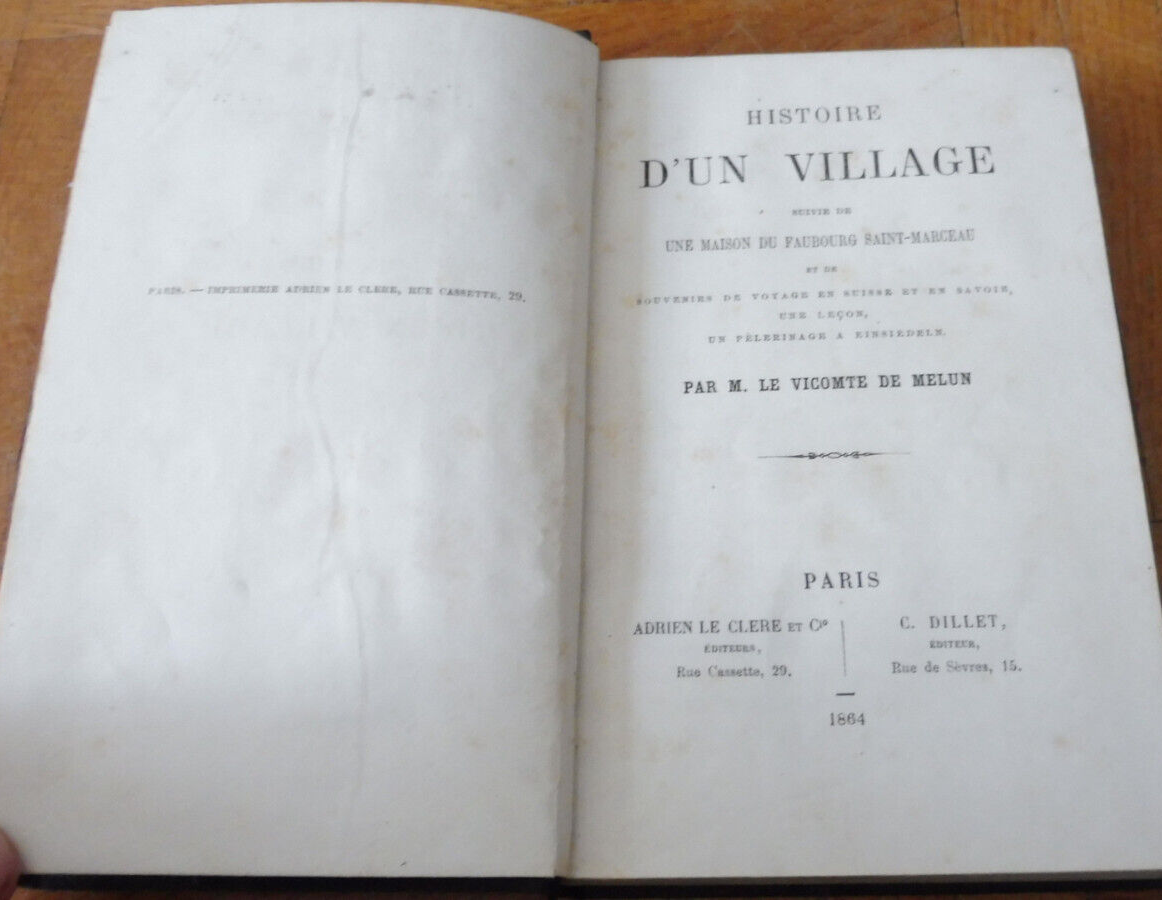 PARIS. — IMPRIMERIE ADRIEN LE CLERE, RUE CASSETTE, 29.
HISTOIRE
D'UN VILLAGE
SUIVIE DE
UNE MAISON DU FAUBOURG SAINT-MARCEAU
ET DE
SOUVENIRS DE VOYAGE EN SUISSE ET EN SAVOIE,
UNE LEÇON,
UN PÈLERINAGE A EINSIEDELN.
PAR M. LE VICOMTE DE MELUN
PARIS
ADRIEN LE CLERE ET Cie
ÉDITEURS,
Rue Cassette, 29.
C. DILLET,
ÉDITEUR,
Rue de Sèvres, 15.
1864